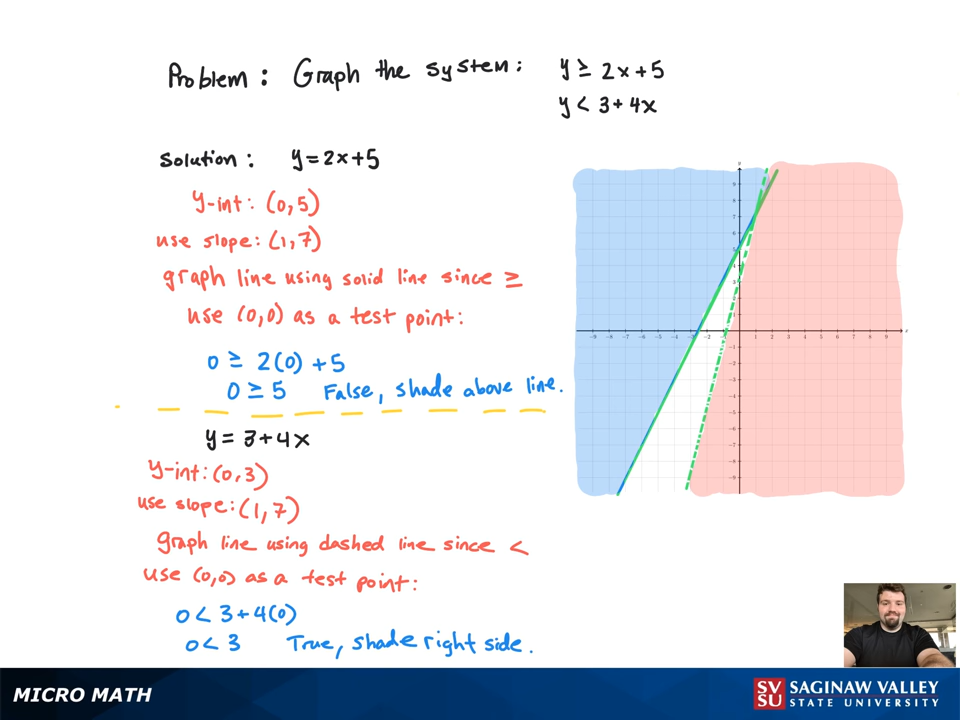 Problem: Graph the system: y ≥ 2x+5
y < 3+4x
Solution: y=2x+5
y-int: (0,5)
use slope: (1,7)
graph line using solid line since ≥
use (0,0) as a test point:
0 ≥ 2(0)+5
0 ≥ 5 False, shade above line.
y = 3+4x
y-int: (0,3)
use slope: (1,7)
graph line using dashed line since <
use (0,0) as a test point:
0 < 3+4(0)
0 < 3 True, shade right side.
MICRO MATH
SVSU SAGINAW VALLEY
STATE UNIVERSITY